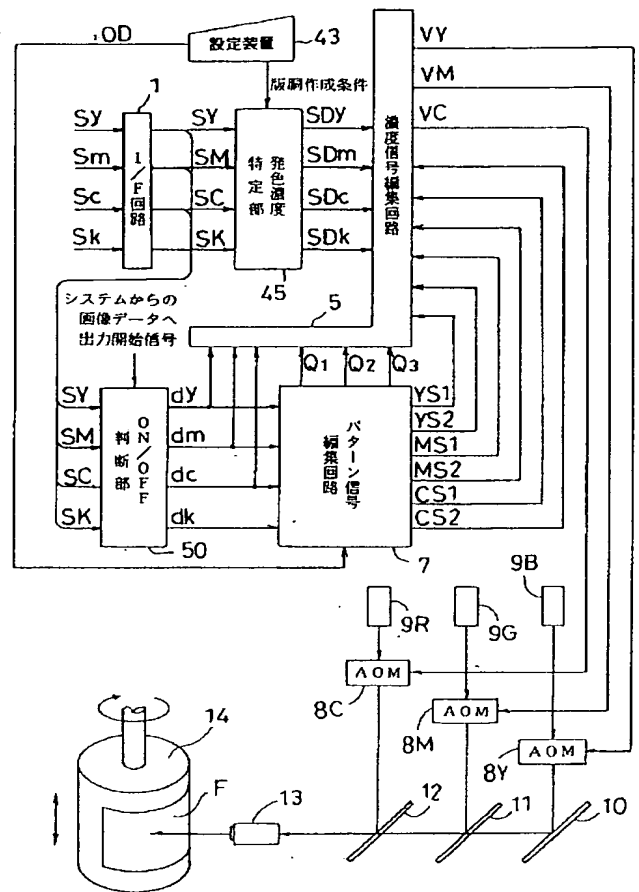 OD
設定装量
43
VY
VM
VC
版胴作成条件
1
Sy
Sm
Sc
Sk
I/F回路
SY
SM
SC
SK
発色濃度
特定部
45
SDy
SDm
SDc
SDk
濃度信号編集回路
システムからの
画像データへ
出力開始信号
5
Q1
Q2
Q3
SY
SM
SC
SK
ON/OFF
判断部
50
dy
dm
dc
dk
パターン信号
編集回路
7
YS1
YS2
MS1
MS2
CS1
CS2
9R
9G
9B
AOM
8C
AOM
8M
AOM
8Y
14
F
13
12
11
10